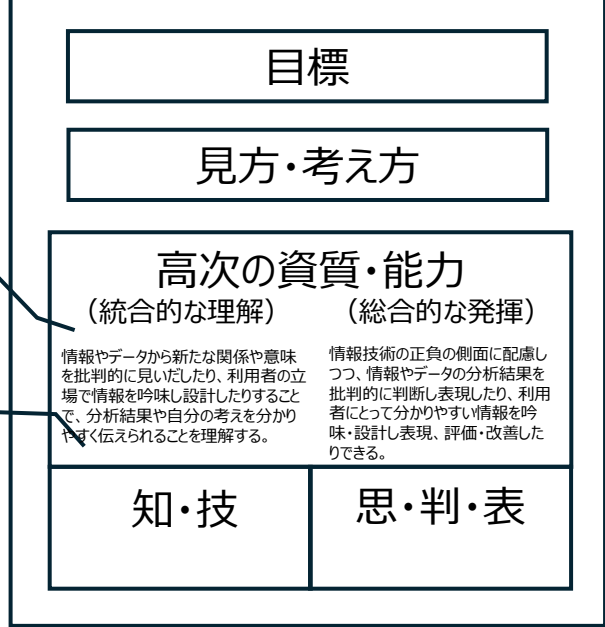 目標
見方・考え方
高次の資質・能力
（統合的な理解）
情報やデータから新たな関係や意味
を批判的に見いだしたり、利用者の立
場で情報を吟味し設計したりすること
で、分析結果や自分の考えを分かり
やすく伝えられることを理解する。
（総合的な発揮）
情報技術の正負の側面に配慮し
つつ、情報やデータの分析結果を
批判的に判断し表現したり、利用
者にとって分かりやすい情報を吟
味・設計し表現、評価・改善した
りできる。
知・技
思・判・表